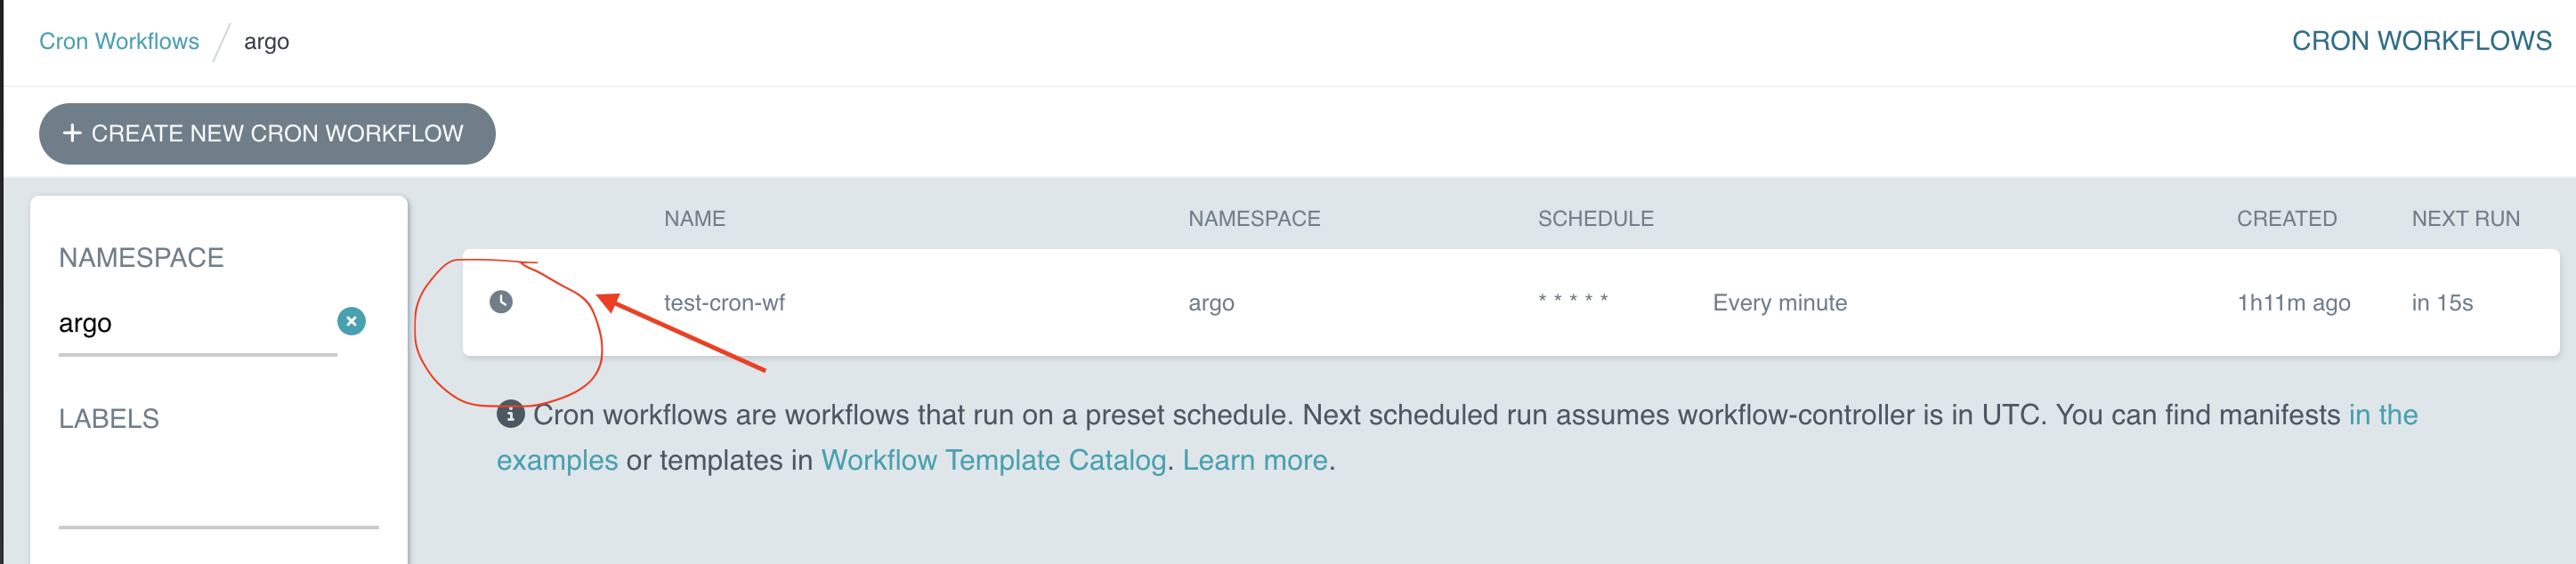 Cron Workflows / argo
CRON WORKFLOWS
+ CREATE NEW CRON WORKFLOW
NAMESPACE
argo
LABELS
NAME NAMESPACE SCHEDULE CREATED NEXT RUN
test-cron-wf argo * * * * * Every minute 1h11m ago in 15s
Cron workflows are workflows that run on a preset schedule. Next scheduled run assumes workflow-controller is in UTC. You can find manifests in the
examples or templates in Workflow Template Catalog. Learn more.